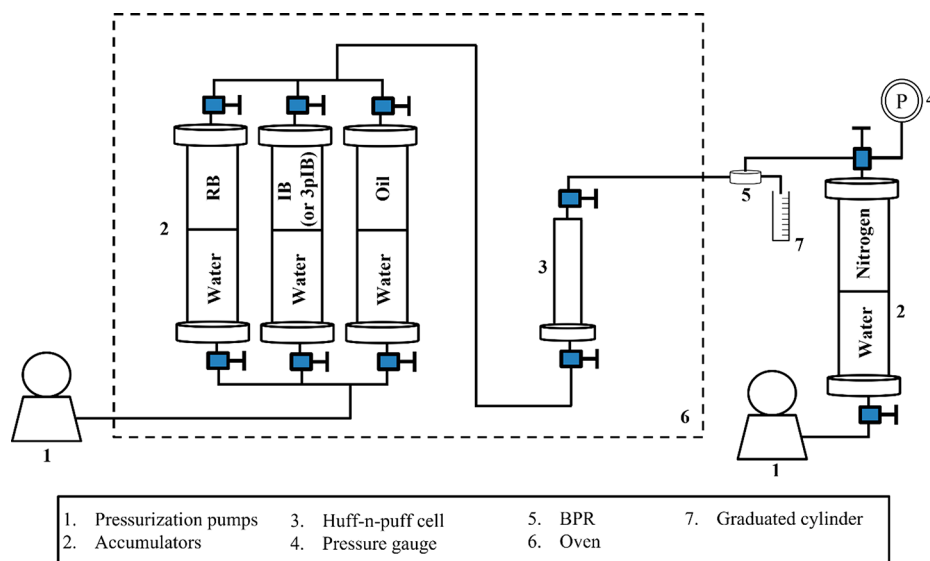 RB
IB
(or 3pIB)
Oil
Water
Water
Water
2
1
3
6
5
7
P
4
Nitrogen
Water
2
1
1. Pressurization pumps
2. Accumulators
3. Huff-n-puff cell
4. Pressure gauge
5. BPR
6. Oven
7. Graduated cylinder